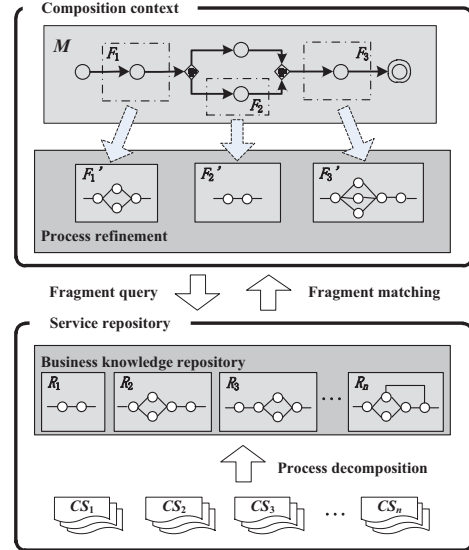 Composition context
M
F1
F3
F2
F1'
F2'
F3'
Process refinement
Fragment query
Fragment matching
Service repository
Business knowledge repository
R1
R2
R3
Rn
...
Process decomposition
CS1
CS2
CS3
...
CSn